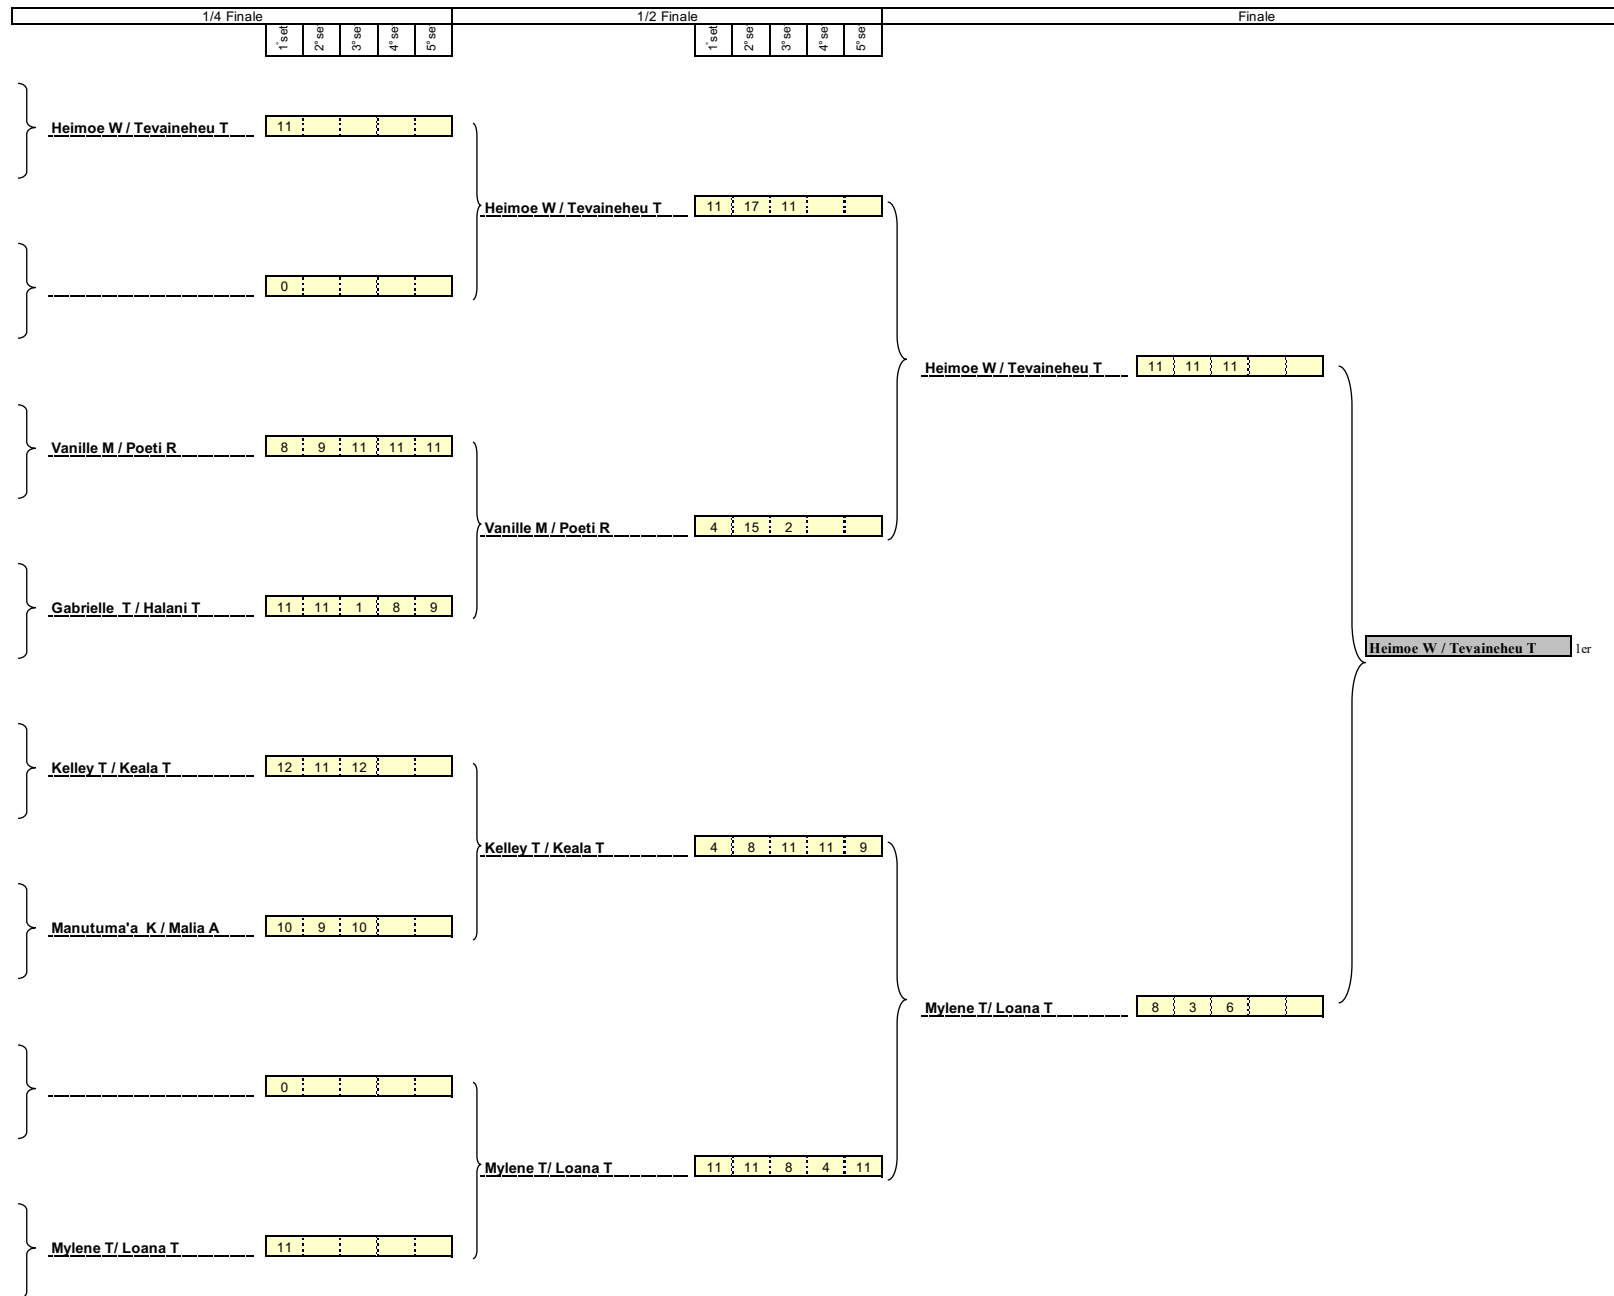 1/4 Finale 1/2 Finale Finale
1°set 2°se 3°se 4°se 5°se 1°set 2°se 3°se 4°se 5°se
Heimoe W / Tevaineheu T 11
Heimoe W / Tevaineheu T 11 17 11
0
Heimoe W / Tevaineheu T 11 11 11
Vanille M / Poeti R 8 9 11 11 11
Vanille M / Poeti R 4 15 2
Gabrielle T / Halani T 11 11 1 8 9
Heimoe W / Tevaineheu T 1er
Kelley T / Keala T 12 11 12
Kelley T / Keala T 4 8 11 11 9
Manutuma'a K / Malia A 10 9 10
Mylene T/ Loana T 8 3 6
0
Mylene T/ Loana T 11 11 8 4 11
Mylene T/ Loana T 11